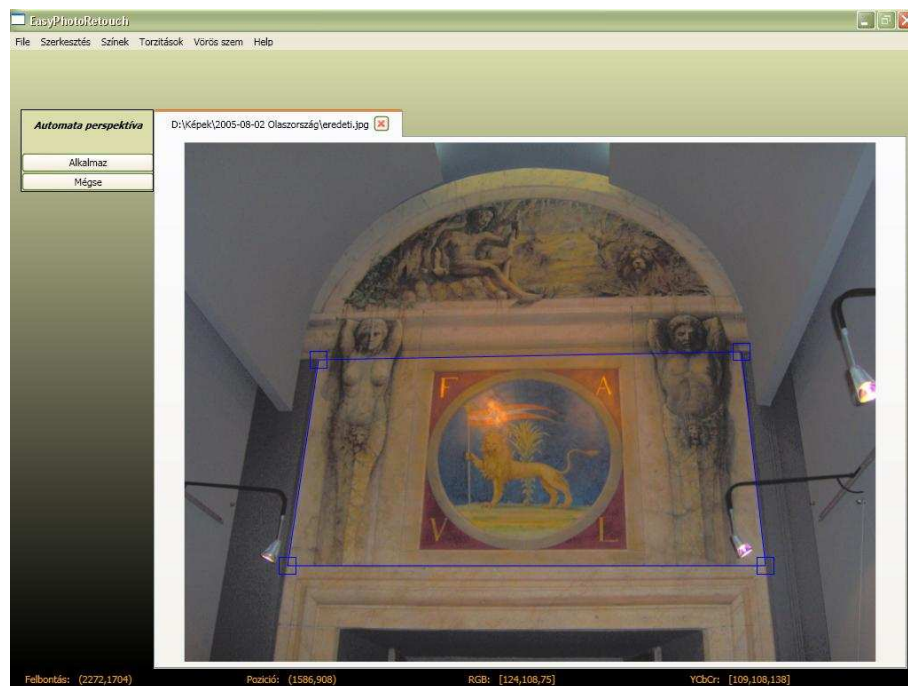 EasyPhotoRetouch
File Szerkesztés Színek Torzítások Vörös szem Help
Automata perspektíva
D:\Képek\2005-08-02 Olaszország\eredeti.jpg
Alkalmaz
Mégse
F A
V L
Felbontás: (2272,1704) Pozíció: (1586,908) RGB: [124,108,75] YCbCr: [109,108,138]